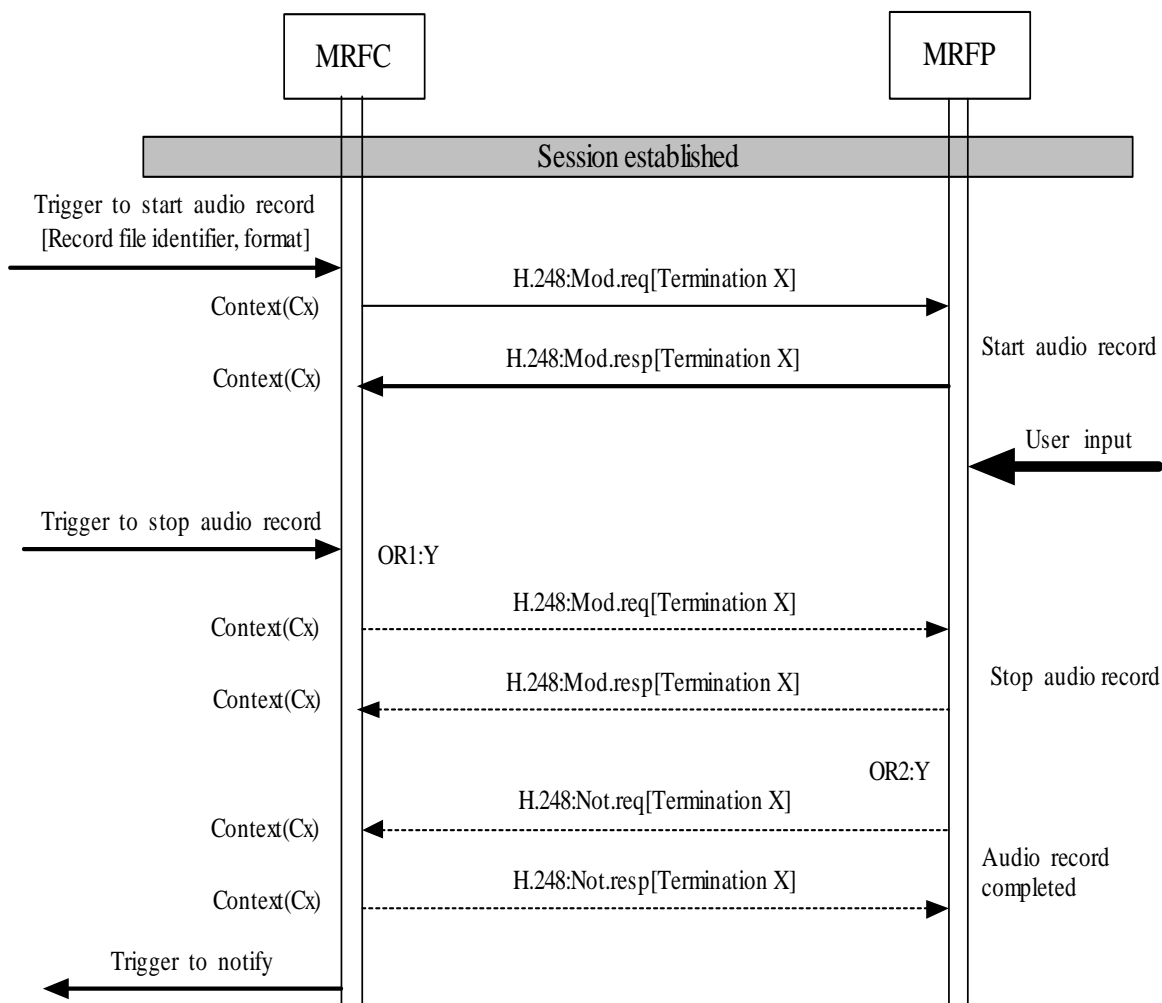 MRFC
MRFP
Session established
Trigger to start audio record
[Record file identifier, format]
H.248:Mod.req[Termination X]
Context(Cx)
Start audio record
H.248:Mod.resp[Termination X]
Context(Cx)
User input
Trigger to stop audio record
OR1:Y
H.248:Mod.req[Termination X]
Context(Cx)
Stop audio record
H.248:Mod.resp[Termination X]
Context(Cx)
OR2:Y
H.248:Not.req[Termination X]
Context(Cx)
Audio record
completed
H.248:Not.resp[Termination X]
Context(Cx)
Trigger to notify